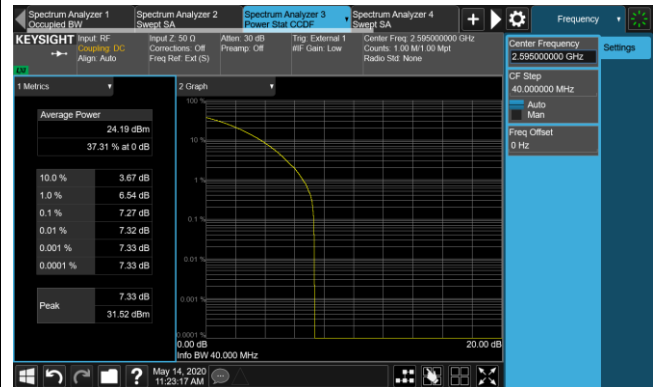 Spectrum Analyzer 1
Occupied BW
Spectrum Analyzer 2
Swept SA
Spectrum Analyzer 3
Power Stat CCDF
Spectrum Analyzer 4
Swept SA
+
Frequency
KEYSIGHT
Input: RF
Coupling: DC
Align: Auto
Input Z: 50 Ω
Corrections: Off
Freq Ref: Ext (S)
Atten: 30 dB
Preamp: Off
Trig: External 1
#IF Gain: Low
Center Freq: 2.595000000 GHz
Counts: 1.00 M/1.00 Mpt
Radio Std: None
Center Frequency
2.595000000 GHz
Settings
CF Step
40.000000 MHz
Auto
Man
Freq Offset
0 Hz
1 Metrics
Average Power
24.19 dBm
37.31 % at 0 dB
10.0 % 3.67 dB
1.0 % 6.54 dB
0.1 % 7.27 dB
0.01 % 7.32 dB
0.001 % 7.33 dB
0.0001 % 7.33 dB
Peak
7.33 dB
31.52 dBm
2 Graph
100 %
10 %
1 %
0.1 %
0.01 %
0.001 %
0.0001 %
0.00 dB
20.00 dB
Info BW 40.000 MHz
?
May 14, 2020
11:23:17 AM